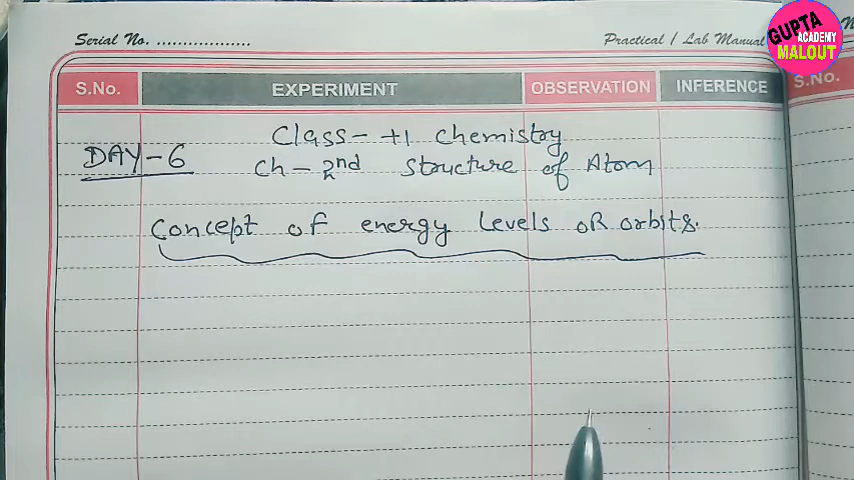 Serial No. ..................
Practical / Lab Manual
GUPTA
ACADEMY
MALOUT
S.No.
EXPERIMENT
OBSERVATION
INFERENCE
S.No.
Class- +1 Chemistry
DAY-6
Ch- 2nd Structure of Atom
Concept of energy levels OR orbits.